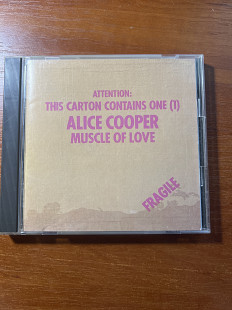 ATTENTION:
THIS CARTON CONTAINS ONE (1)
ALICE COOPER
MUSCLE OF LOVE
FRAGILE